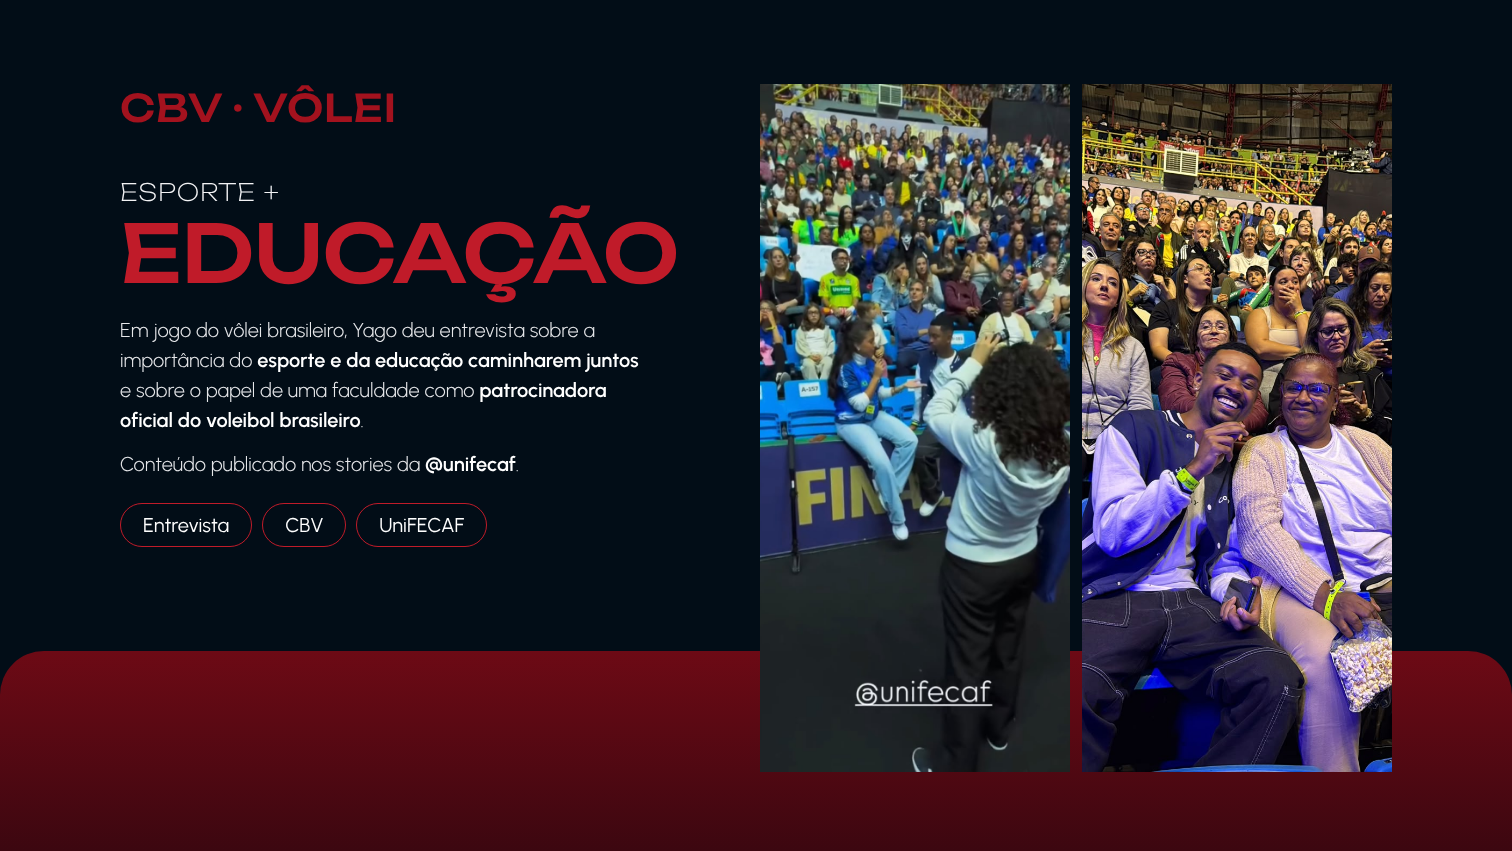 CBV • VÔLEI
ESPORTE +
EDUCAÇÃO
Em jogo do vôlei brasileiro, Yago deu entrevista sobre a
importância do esporte e da educação caminharem juntos
e sobre o papel de uma faculdade como patrocinadora
oficial do voleibol brasileiro.
Conteúdo publicado nos stories da @unifecaf.
Entrevista
CBV
UniFECAF
@unifecaf